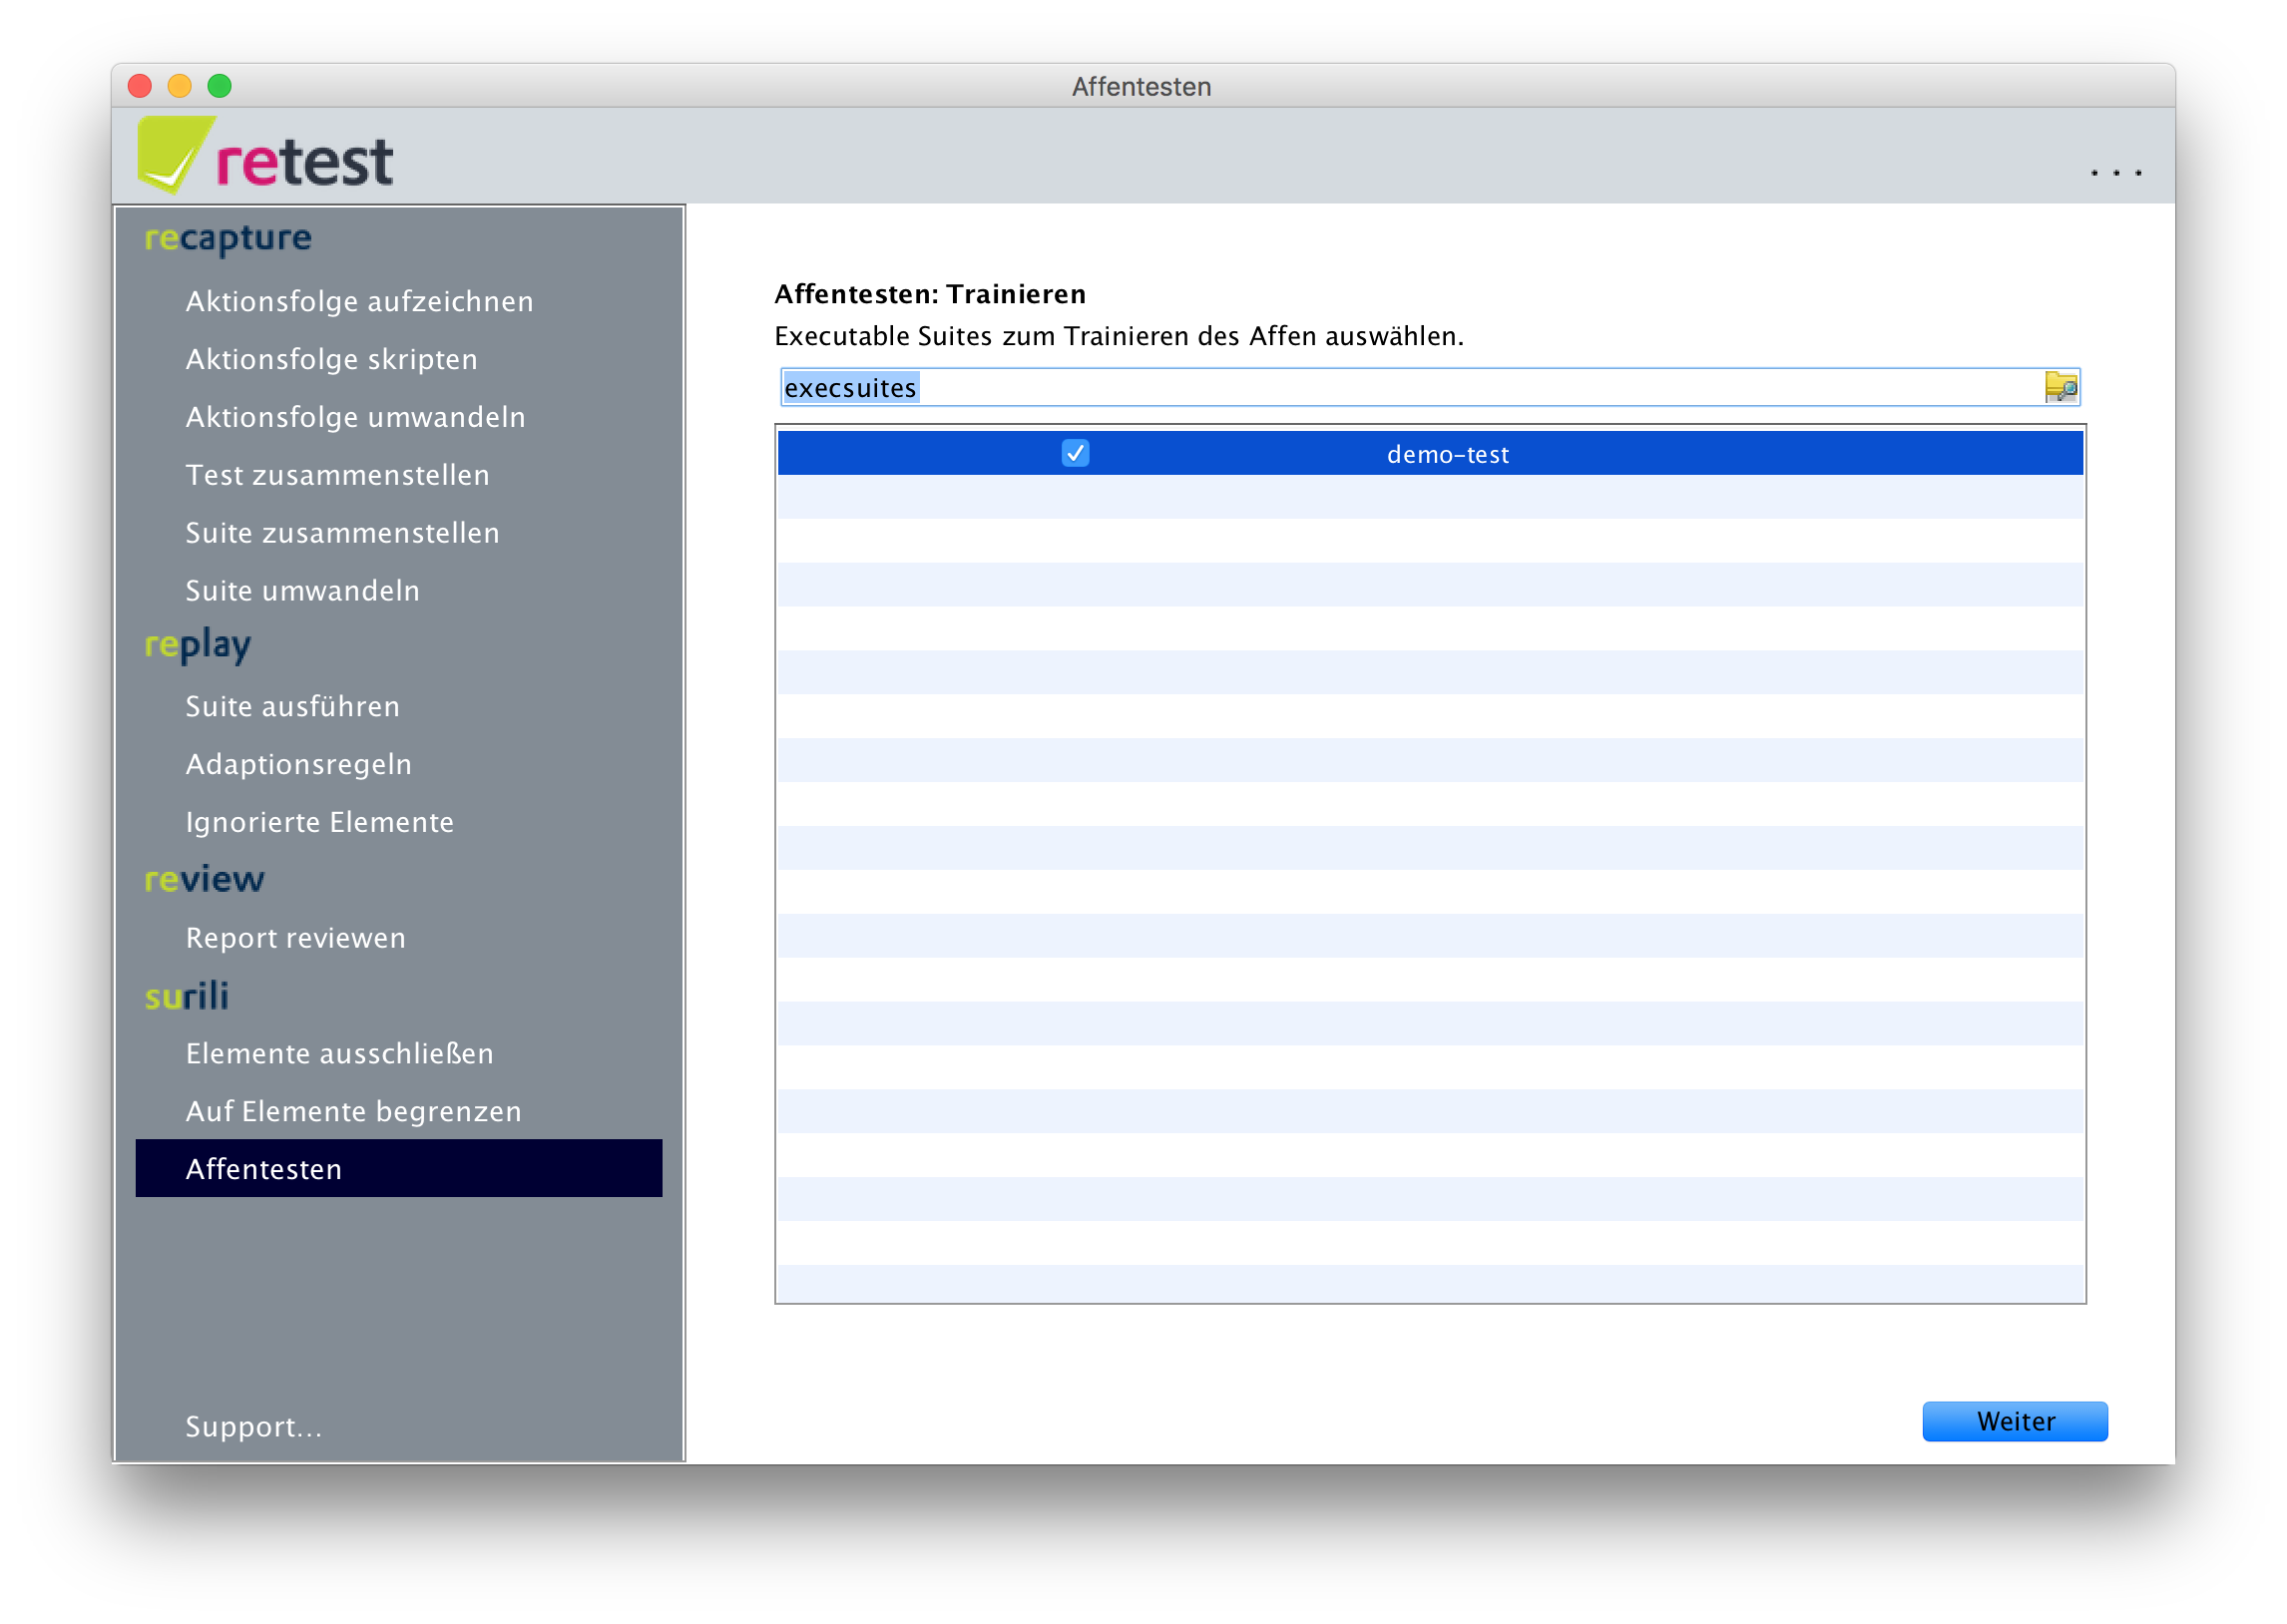 Affentesten
retest
...
recapture
Aktionsfolge aufzeichnen
Aktionsfolge skripten
Aktionsfolge umwandeln
Test zusammenstellen
Suite zusammenstellen
Suite umwandeln
replay
Suite ausführen
Adaptionsregeln
Ignorierte Elemente
review
Report reviewen
surili
Elemente ausschließen
Auf Elemente begrenzen
Affentesten
Support...
Affentesten: Trainieren
Executable Suites zum Trainieren des Affen auswählen.
execsuites
demo-test
Weiter